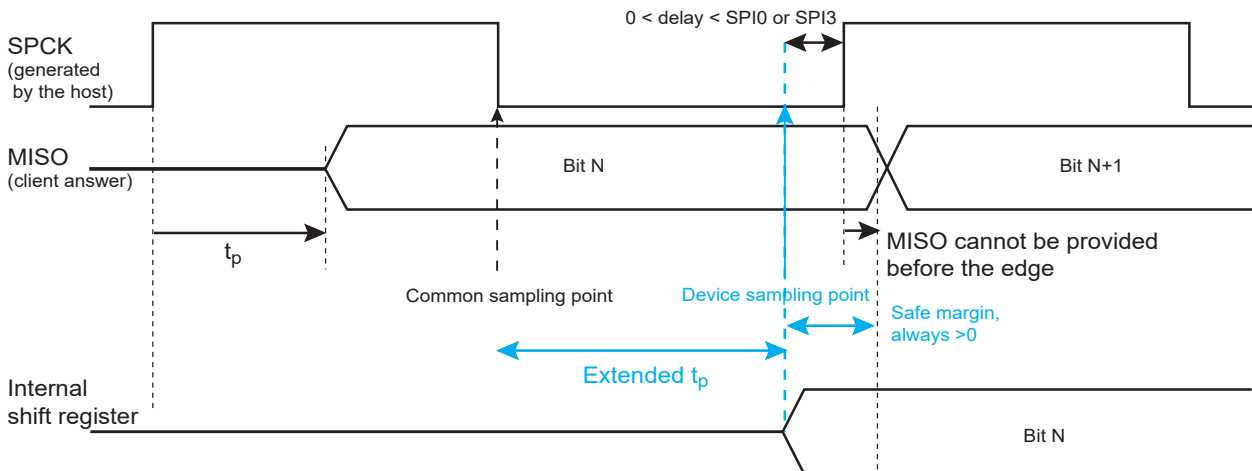 0 < delay < SPI0 or SPI3
SPCK
(generated
by the host)
MISO
(client answer)
Bit N
Bit N+1
tp
MISO cannot be provided
before the edge
Common sampling point
Device sampling point
Safe margin,
always >0
Extended tp
Internal
shift register
Bit N